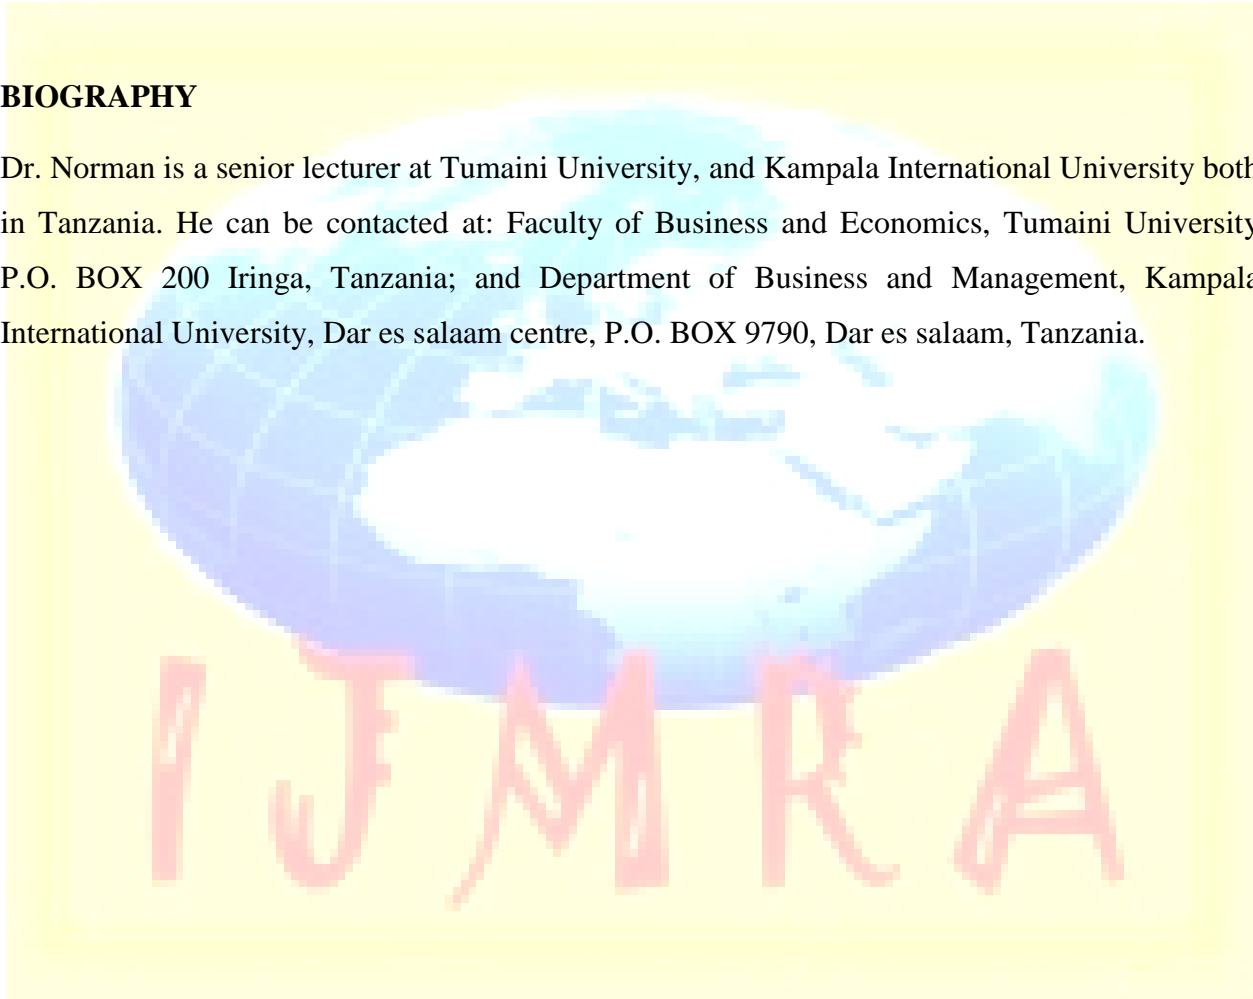 BIOGRAPHY
Dr. Norman is a senior lecturer at Tumaini University, and Kampala International University both
in Tanzania. He can be contacted at: Faculty of Business and Economics, Tumaini University
P.O. BOX 200 Iringa, Tanzania; and Department of Business and Management, Kampala
International University, Dar es salaam centre, P.O. BOX 9790, Dar es salaam, Tanzania.
IJMRA